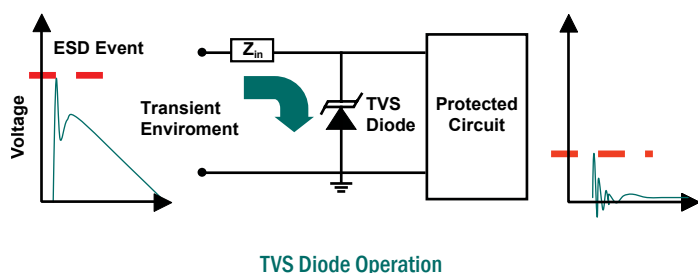 ESD Event
Voltage
Zin
Transient
Enviroment
TVS
Diode
Protected
Circuit
TVS Diode Operation